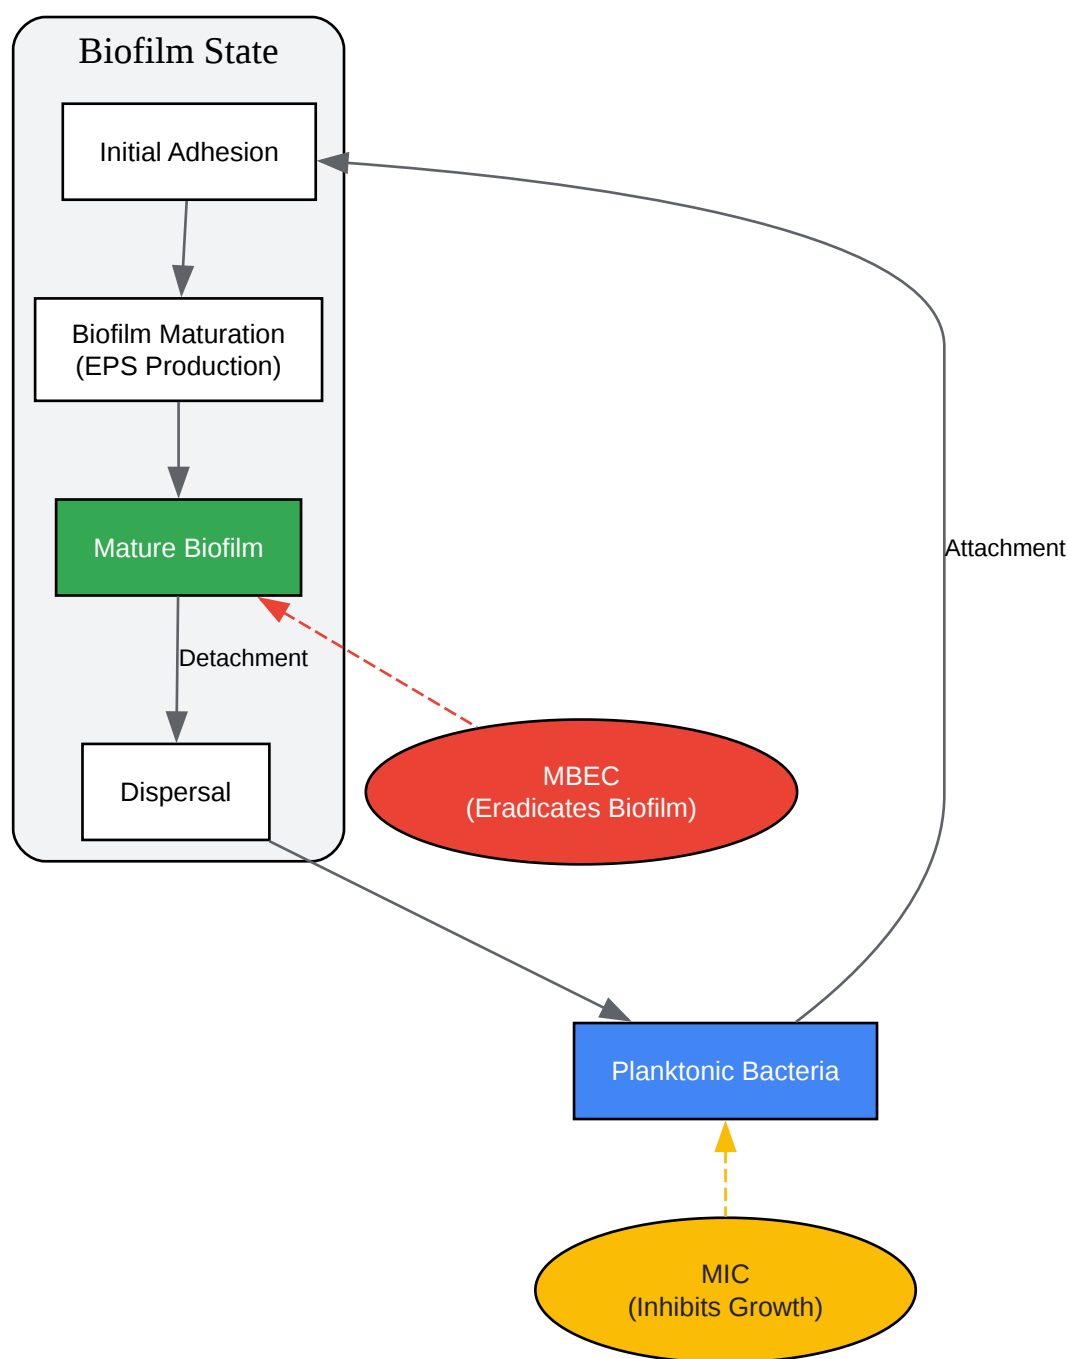 Biofilm State
Initial Adhesion
Biofilm Maturation
(EPS Production)
Mature Biofilm
Attachment
Detachment
MBEC
(Eradicates Biofilm)
Dispersal
Planktonic Bacteria
MIC
(Inhibits Growth)